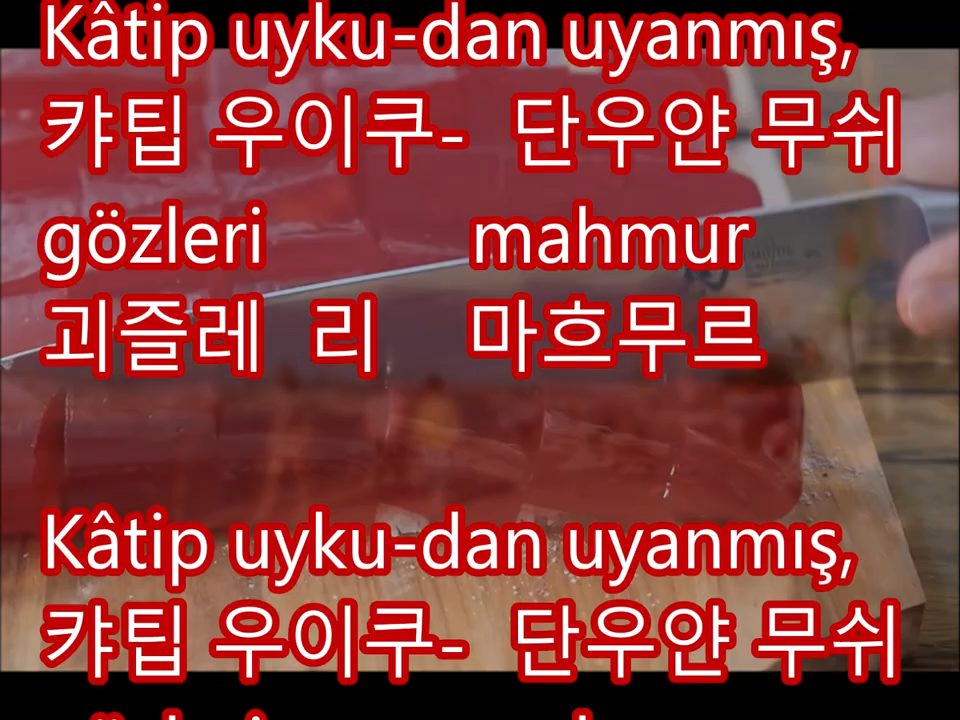 Kâtip uyku-dan uyanmış,
캬팁 우이쿠- 단우얀 무쉬
gözleri mahmur
괴즐레 리 마흐무르
Kâtip uyku-dan uyanmış,
캬팁 우이쿠- 단우얀 무쉬